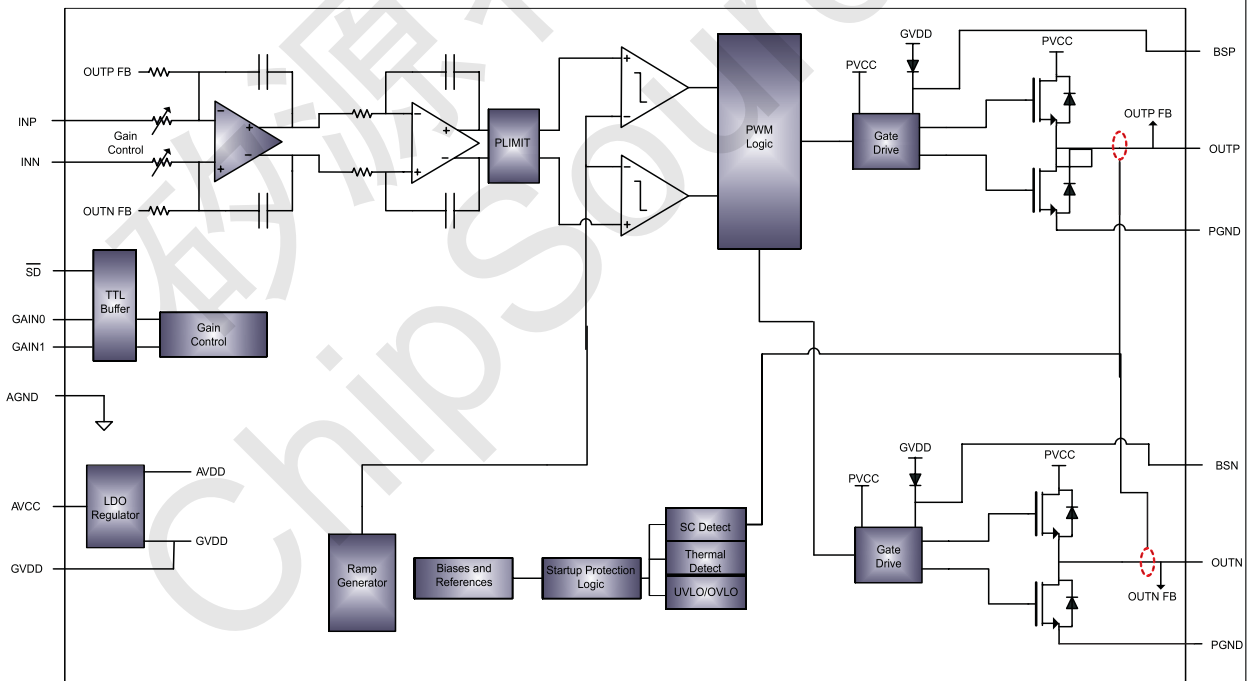 矽源
ChipSour
GVDD
PVCC
PVCC
BSP
OUTP FB
INP
Gain
Control
INN
OUTN FB
+
−
−
+
−
+
+
−
PLIMIT
+
−
−
+
PWM
Logic
Gate
Drive
OUTP FB
OUTP
PGND
SD
GAIN0
GAIN1
TTL
Buffer
Gain
Control
AGND
AVCC
GVDD
LDO
Regulator
AVDD
GVDD
Ramp
Generator
Biases and
References
Startup Protection
Logic
SC Detect
Thermal
Detect
UVLO/OVLO
GVDD
PVCC
PVCC
BSN
Gate
Drive
OUTN
OUTN FB
PGND